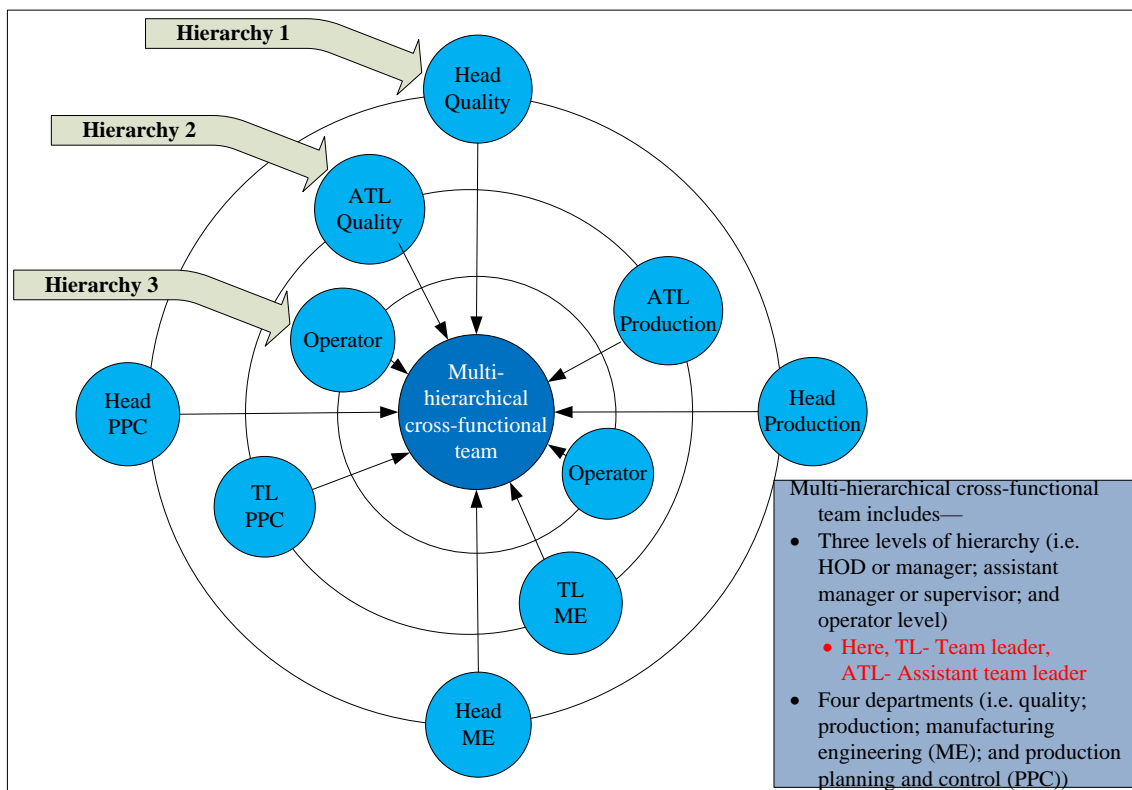 Hierarchy 1
Head
Quality
Hierarchy 2
ATL
Quality
Hierarchy 3
Operator
ATL
Production
Multi-
hierarchical
cross-functional
team
Head
PPC
Head
Production
Operator
TL
PPC
TL
ME
Head
ME
Multi-hierarchical cross-functional
team includes—
• Three levels of hierarchy (i.e.
HOD or manager; assistant
manager or supervisor; and
operator level)
• Here, TL- Team leader,
ATL- Assistant team leader
• Four departments (i.e. quality;
production; manufacturing
engineering (ME); and production
planning and control (PPC))